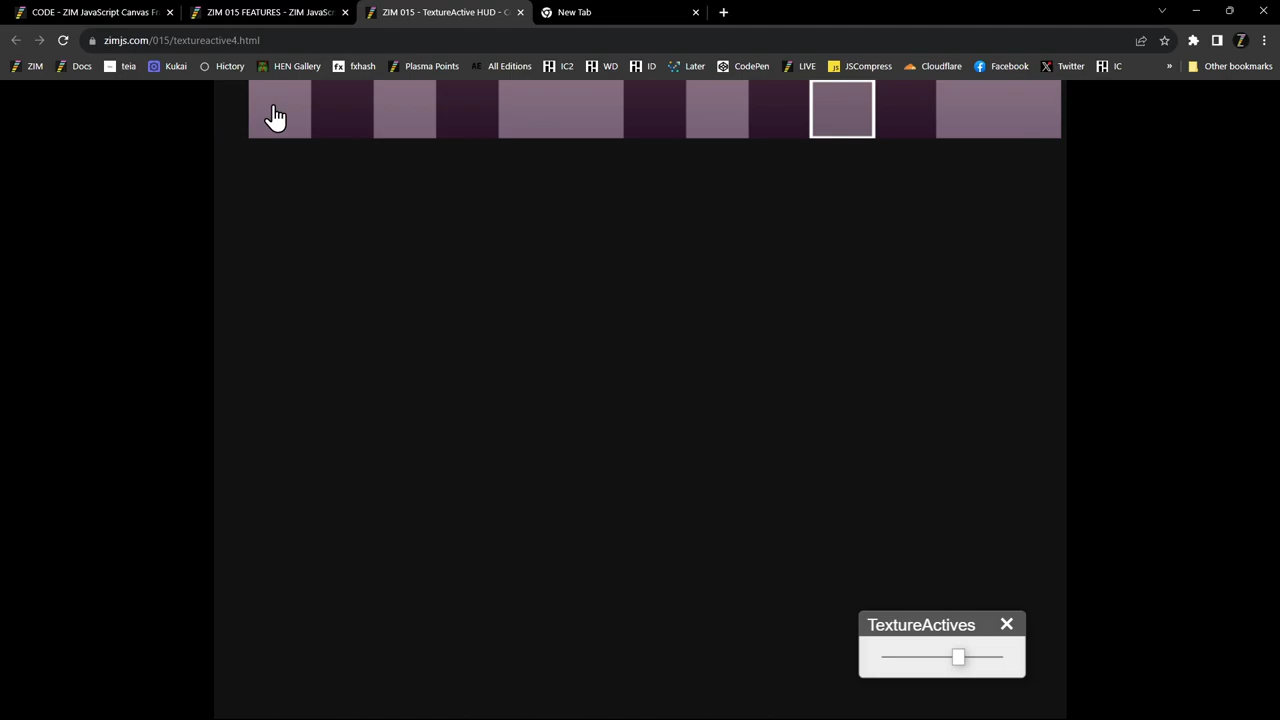 CODE - ZIM JavaScript Canvas Fr
ZIM 015 FEATURES - ZIM JavaScr
ZIM 015 - TextureActive HUD - C
New Tab
zimjs.com/015/textureactive4.html
ZIM Docs teia Kukai History HEN Gallery fxhash Plasma Points All Editions IC2 WD ID Later CodePen LIVE JSCompress Cloudflare Facebook Twitter IC » Other bookmarks
TextureActives